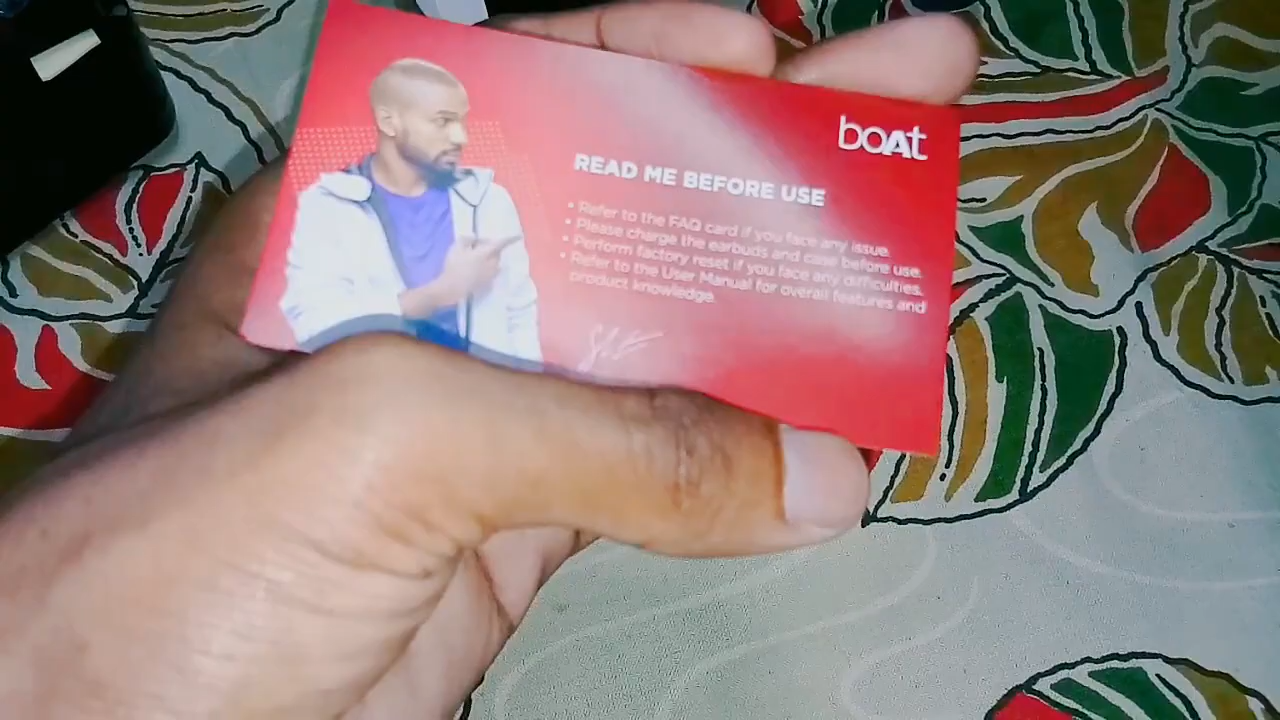 boAt
READ ME BEFORE USE
• Refer to the FAQ card if you face any issue.
• Please charge the earbuds and case before use.
• Perform factory reset if you face any difficulties.
• Refer to the User Manual for overall features and
product knowledge.